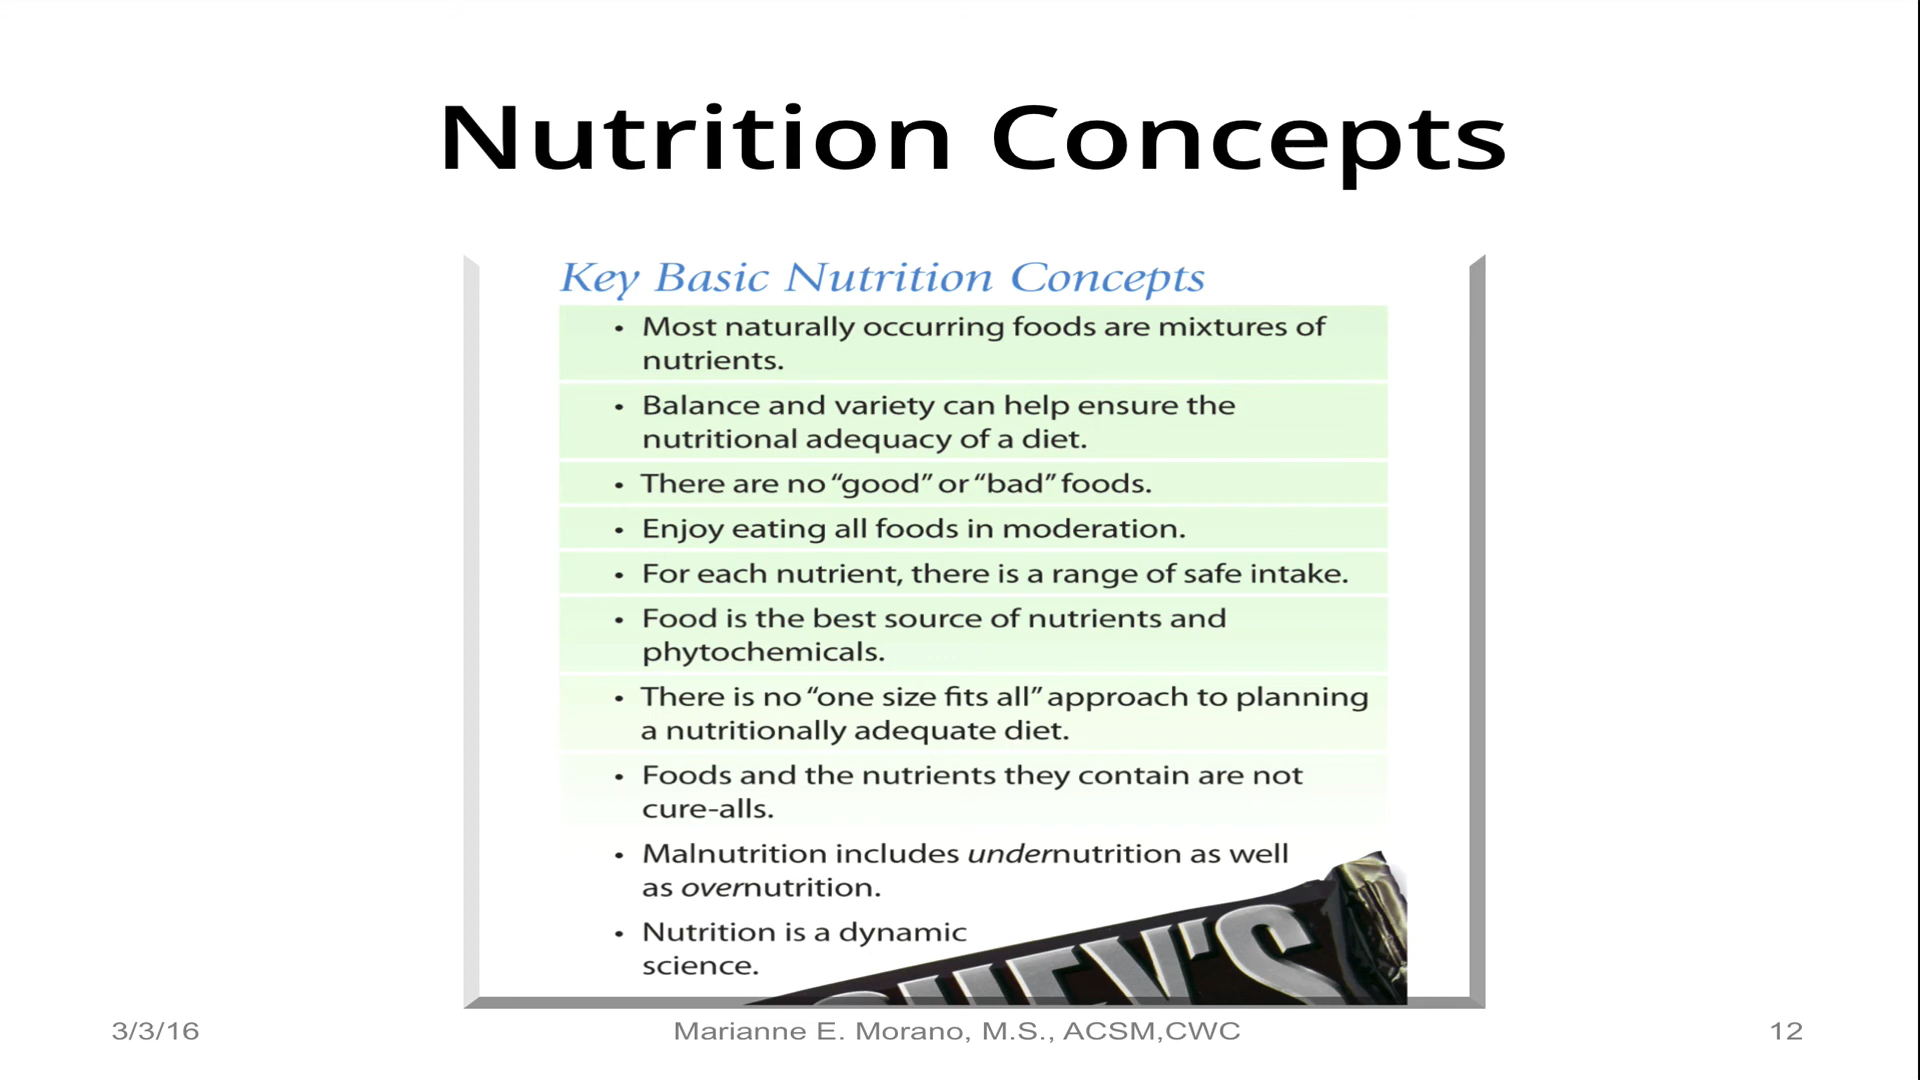 Nutrition Concepts
Key Basic Nutrition Concepts
• Most naturally occurring foods are mixtures of
nutrients.
• Balance and variety can help ensure the
nutritional adequacy of a diet.
• There are no “good” or “bad” foods.
• Enjoy eating all foods in moderation.
• For each nutrient, there is a range of safe intake.
• Food is the best source of nutrients and
phytochemicals.
• There is no “one size fits all” approach to planning
a nutritionally adequate diet.
• Foods and the nutrients they contain are not
cure-alls.
• Malnutrition includes undernutrition as well
as overnutrition.
• Nutrition is a dynamic
science.
3/3/16
Marianne E. Morano, M.S., ACSM,CWC
12